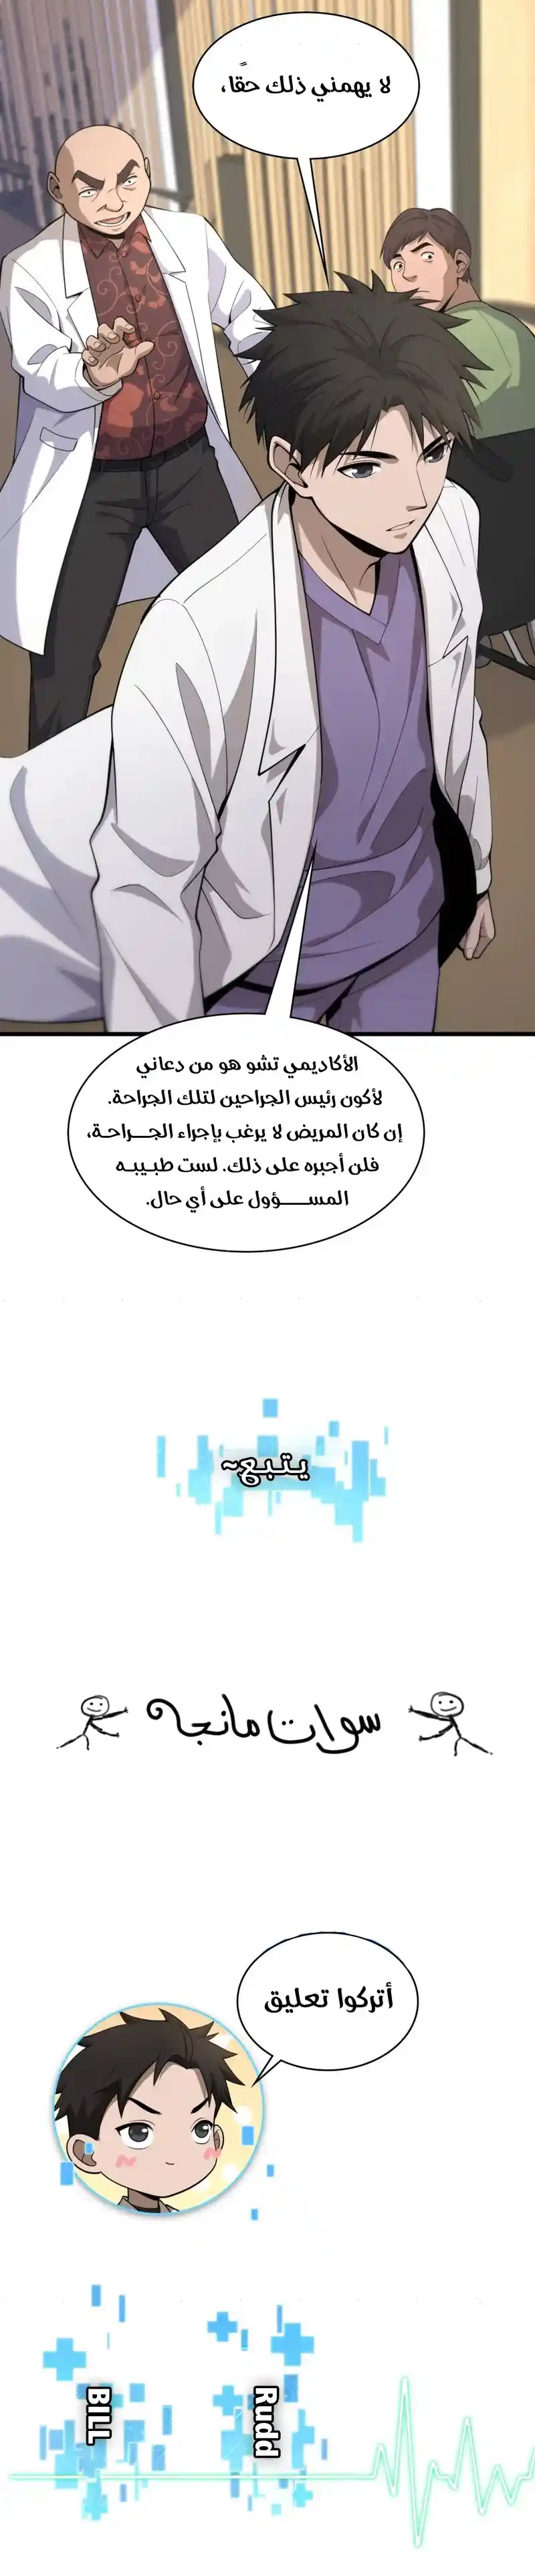 لا يهمني ذلك حقًا،
الأكاديمي تشو هو من دعاني
لأكون رئيس الجراحين لتلك الجراحة.
إن كان المريض لا يرغب بإجراء الجـــراحـة،
فلن أجبره على ذلك. لست طبـيبـه
المســــؤول على أي حال.
يتبع~
سوات مانجا
أتركوا تعليق
BILL
Rudd